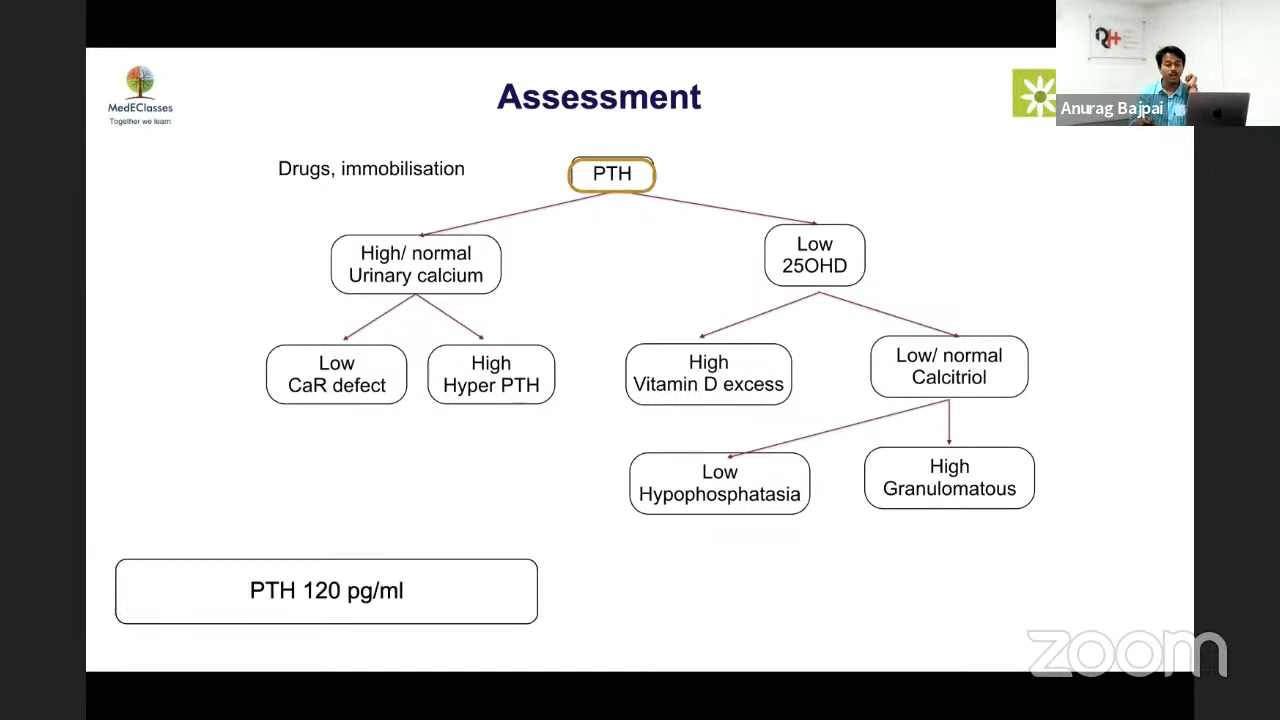 MedEClasses
Together we learn
Assessment
Anurag Bajpai
Drugs, immobilisation
PTH
High/ normal
Urinary calcium
Low
25OHD
Low
CaR defect
High
Hyper PTH
High
Vitamin D excess
Low/ normal
Calcitriol
Low
Hypophosphatasia
High
Granulomatous
PTH 120 pg/ml
zoom